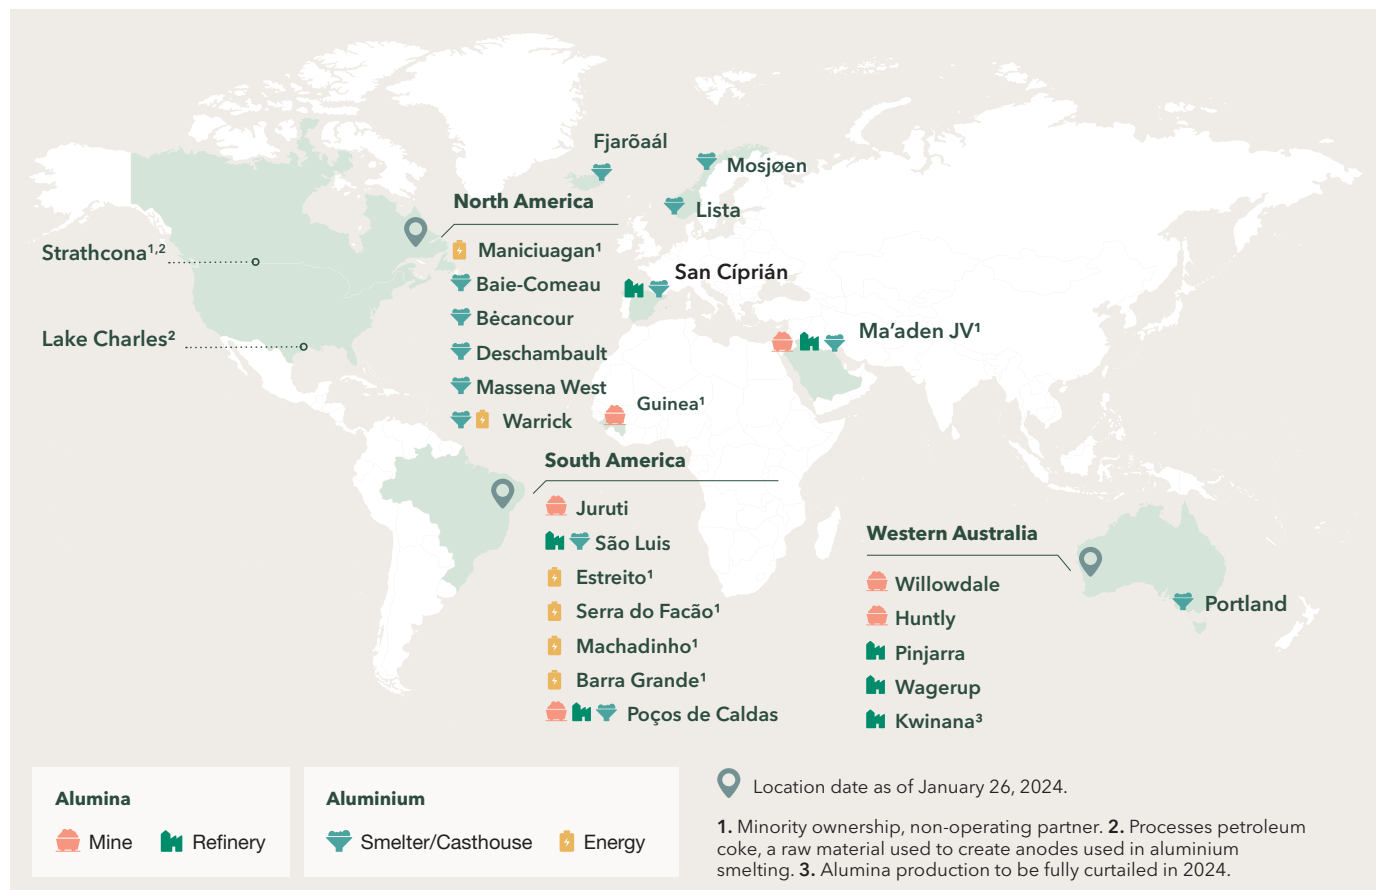 Fjarõaál
Mosjøen
Lista
North America
Maniciuagan¹
Baie-Comeau
Bėcancour
Deschambault
Massena West
Warrick
Strathcona¹,²
Lake Charles²
San Cíprián
Ma’aden JV¹
Guinea¹
South America
Juruti
São Luis
Estreito¹
Serra do Facão¹
Machadinho¹
Barra Grande¹
Poços de Caldas
Western Australia
Willowdale
Huntly
Pinjarra
Wagerup
Kwinana³
Portland
Alumina
Mine
Refinery
Aluminium
Smelter/Casthouse
Energy
Location date as of January 26, 2024.
1. Minority ownership, non-operating partner. 2. Processes petroleum
coke, a raw material used to create anodes used in aluminium
smelting. 3. Alumina production to be fully curtailed in 2024.